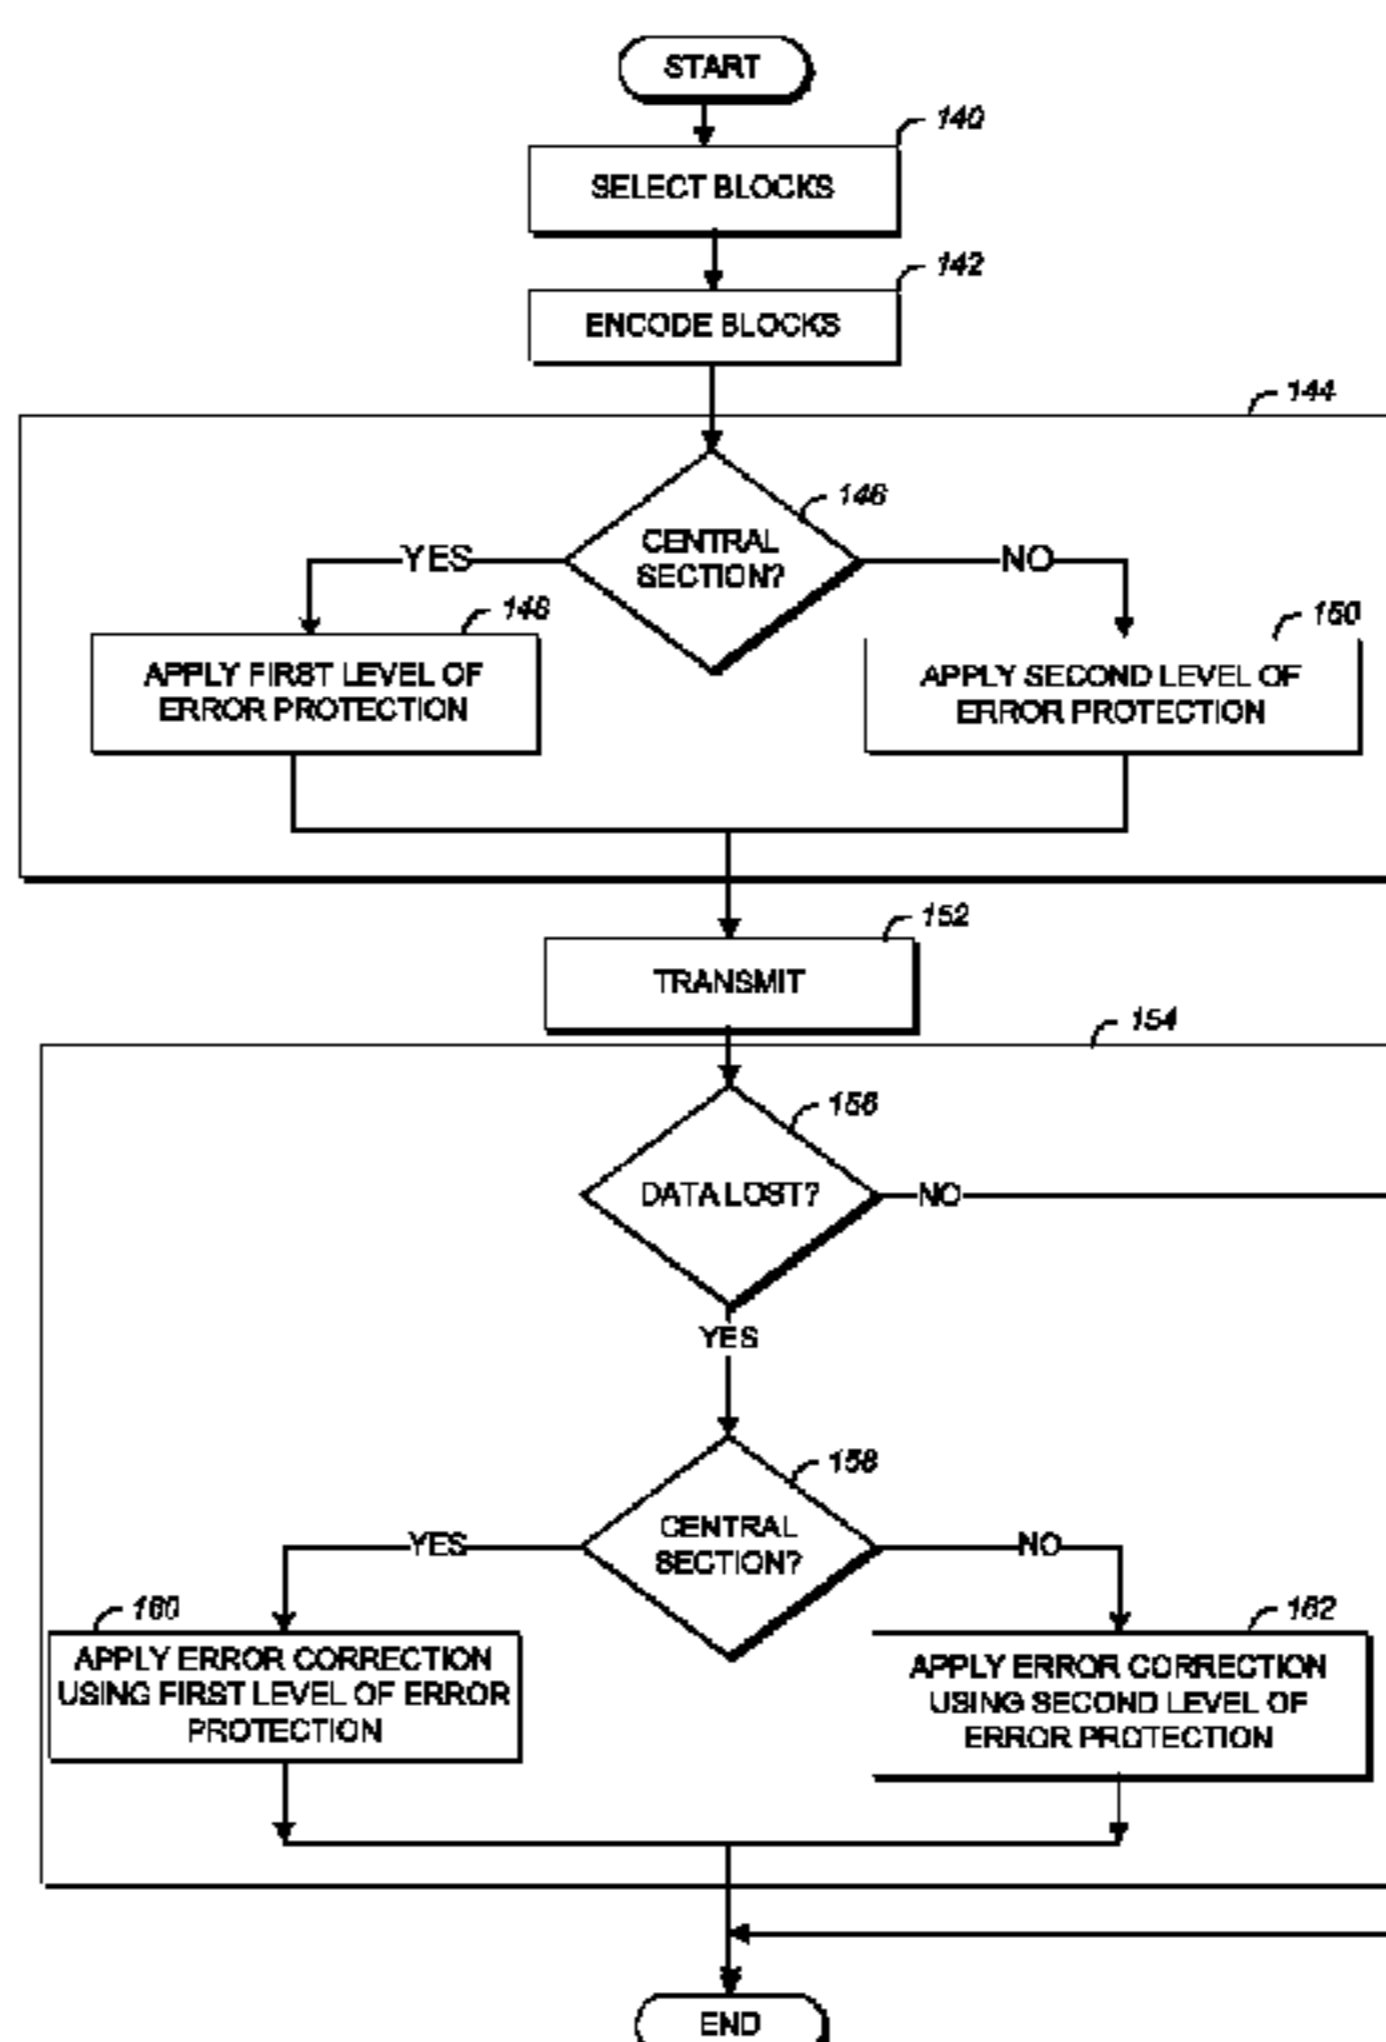 START
140
SELECT BLOCKS
142
ENCODE BLOCKS
144
146
CENTRAL
SECTION?
YES
NO
148
APPLY FIRST LEVEL OF
ERROR PROTECTION
150
APPLY SECOND LEVEL OF
ERROR PROTECTION
152
TRANSMIT
154
156
DATA LOST?
NO
YES
158
CENTRAL
SECTION?
YES
NO
160
APPLY ERROR CORRECTION
USING FIRST LEVEL OF ERROR
PROTECTION
162
APPLY ERROR CORRECTION
USING SECOND LEVEL OF
ERROR PROTECTION
END